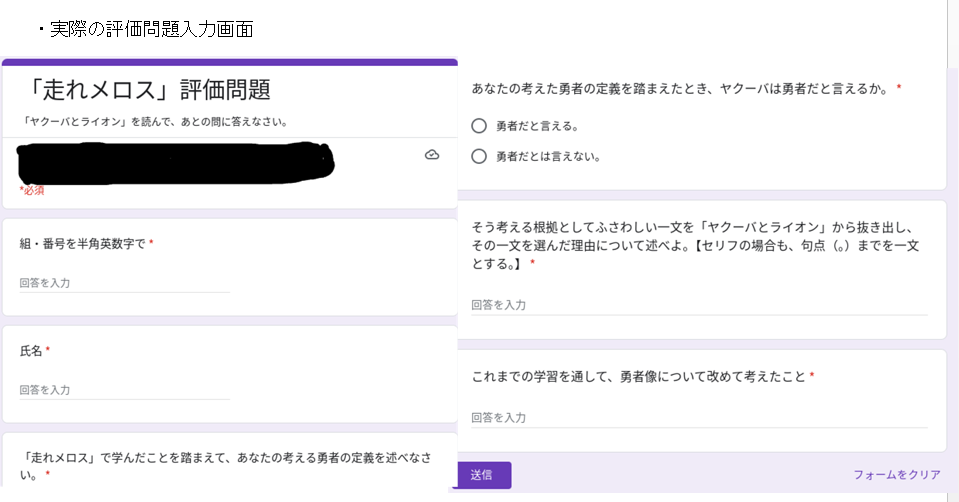 ・実際の評価問題入力画面
「走れメロス」評価問題
「ヤクーバとライオン」を読んで、あとの問に答えなさい。
*必須
組・番号を半角英数字で *
回答を入力
氏名 *
回答を入力
「走れメロス」で学んだことを踏まえて、あなたの考える勇者の定義を述べなさ
い。 *
あなたの考えた勇者の定義を踏まえたとき、ヤクーバは勇者だと言えるか。 *
勇者だと言える。
勇者だとは言えない。
そう考える根拠としてふさわしい一文を「ヤクーバとライオン」から抜き出し、
その一文を選んだ理由について述べよ。【セリフの場合も、句点（。）までを一文
とする。】 *
回答を入力
これまでの学習を通して、勇者像について改めて考えたこと *
回答を入力
送信
フォームをクリア